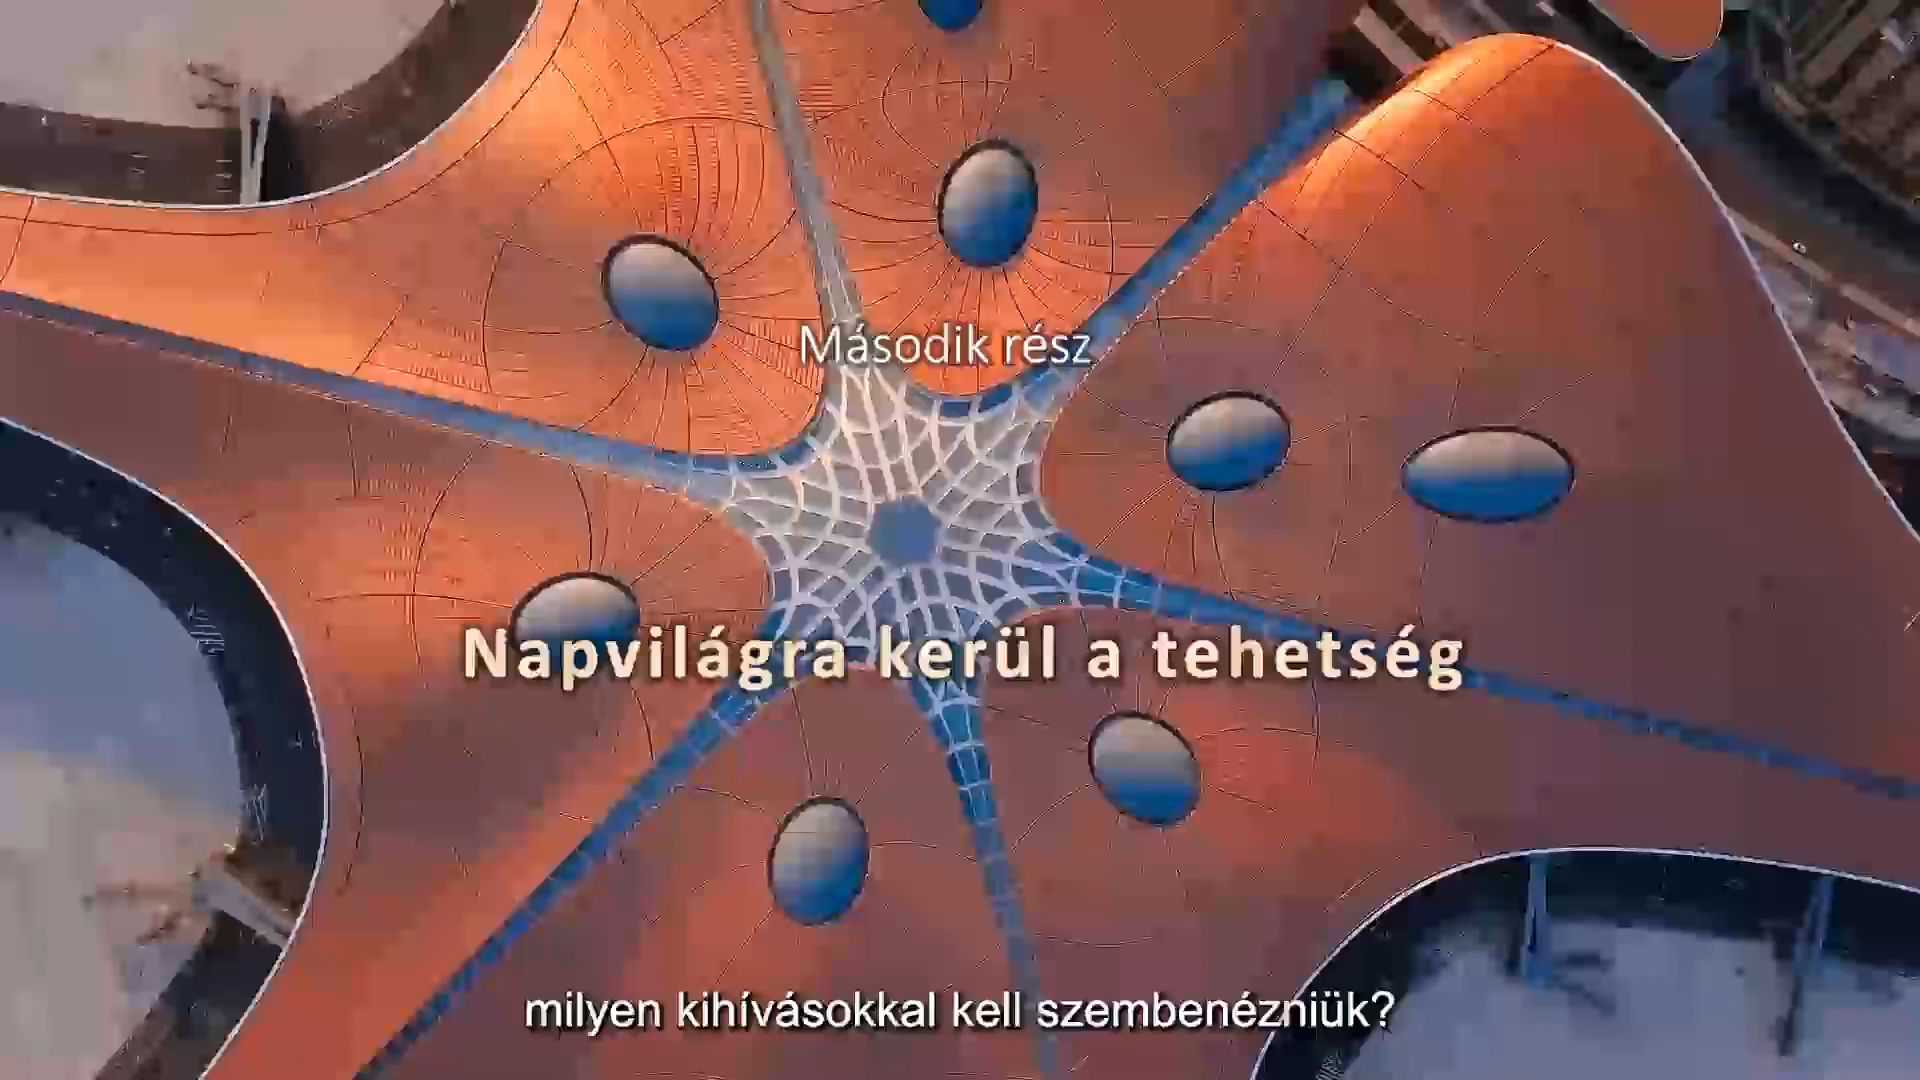 Második rész
Napvilágra kerül a tehetség
milyen kihívásokkal kell szembenézniük?